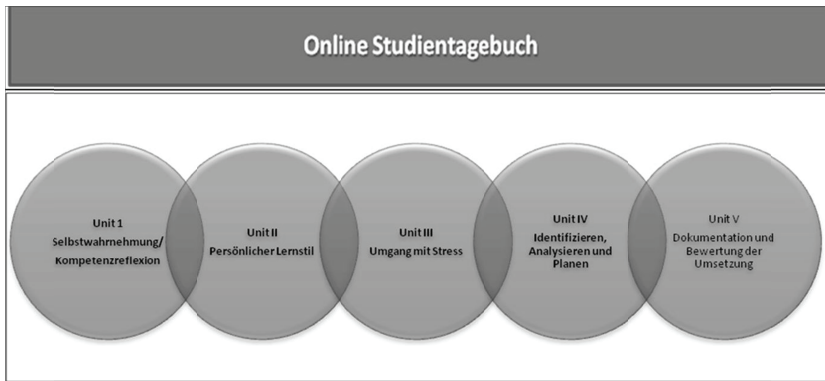 Online Studientagebuch
Unit 1
Selbstwahrnehmung/
Kompetenzreflexion
Unit II
Persönlicher Lernstil
Unit III
Umgang mit Stress
Unit IV
Identifizieren,
Analysieren und
Planen
Unit V
Dokumentation und
Bewertung der
Umsetzung